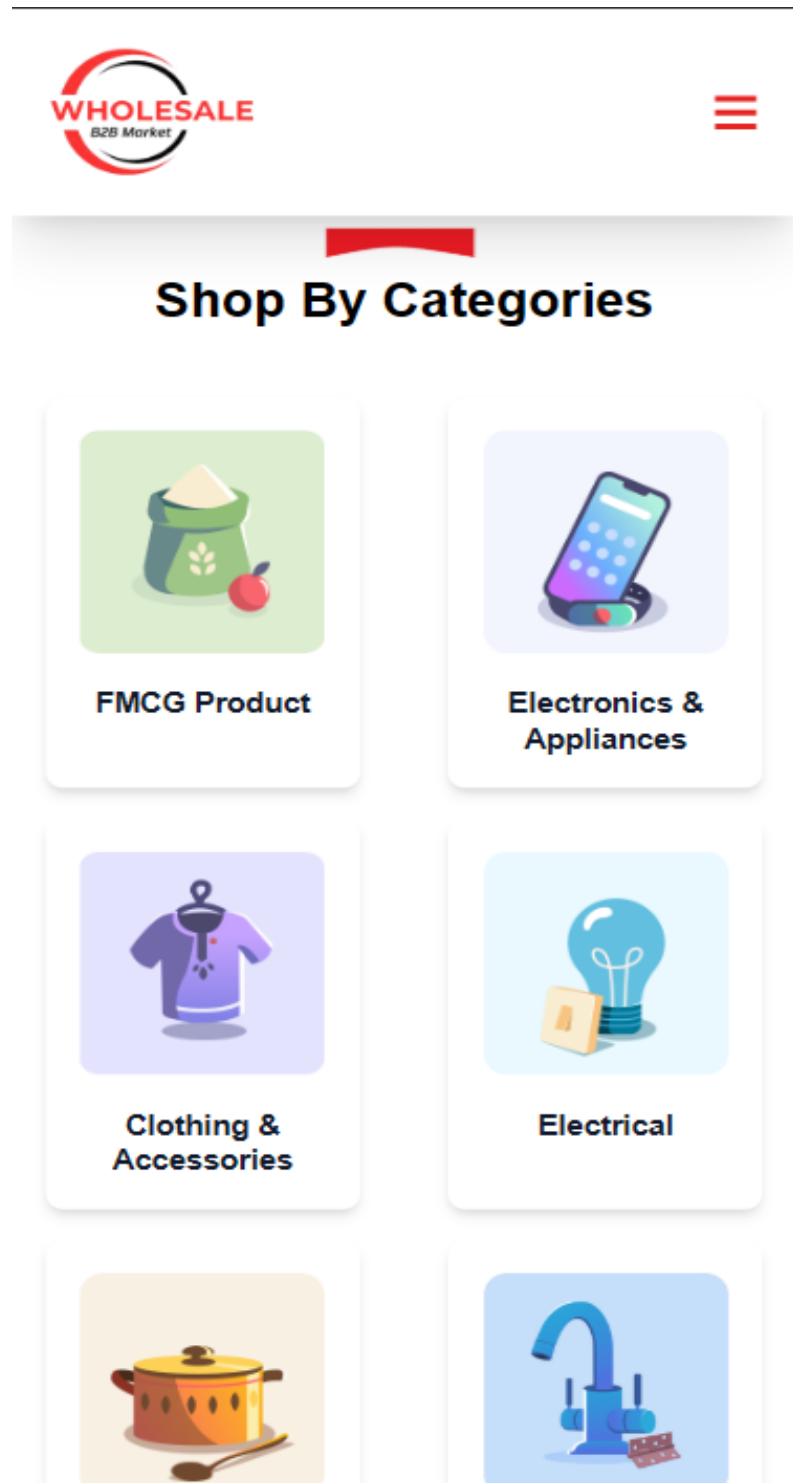 WHOLESALE
B2B Market
Shop By Categories
FMCG Product
Electronics &
Appliances
Clothing &
Accessories
Electrical